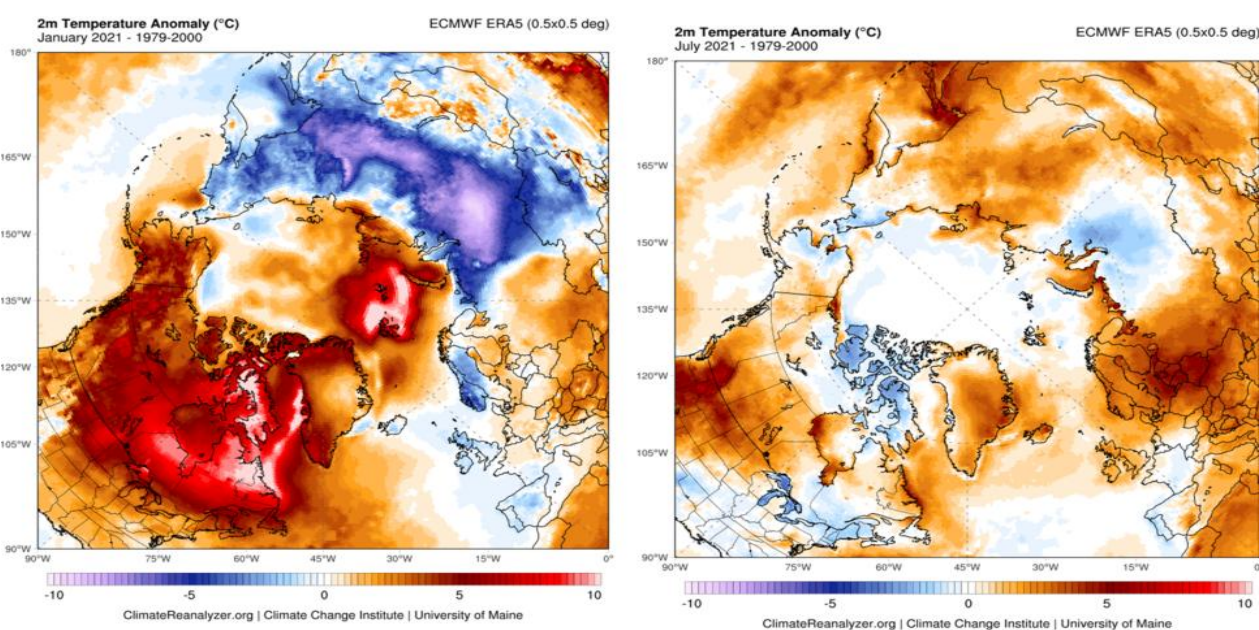 2m Temperature Anomaly (°C)
ECMWF ERA5 (0.5x0.5 deg)
January 2021 - 1979-2000
180°
165°W
150°W
135°W
120°W
105°W
90°W
90°W 75°W 60°W 45°W 30°W 15°W 0°
-10 -5 0 5 10
ClimateReanalyzer.org | Climate Change Institute | University of Maine
2m Temperature Anomaly (°C)
ECMWF ERA5 (0.5x0.5 deg)
July 2021 - 1979-2000
180°
165°W
150°W
135°W
120°W
105°W
90°W
90°W 75°W 60°W 45°W 30°W 15°W
-10 -5 0 5 10
ClimateReanalyzer.org | Climate Change Institute | University of Maine